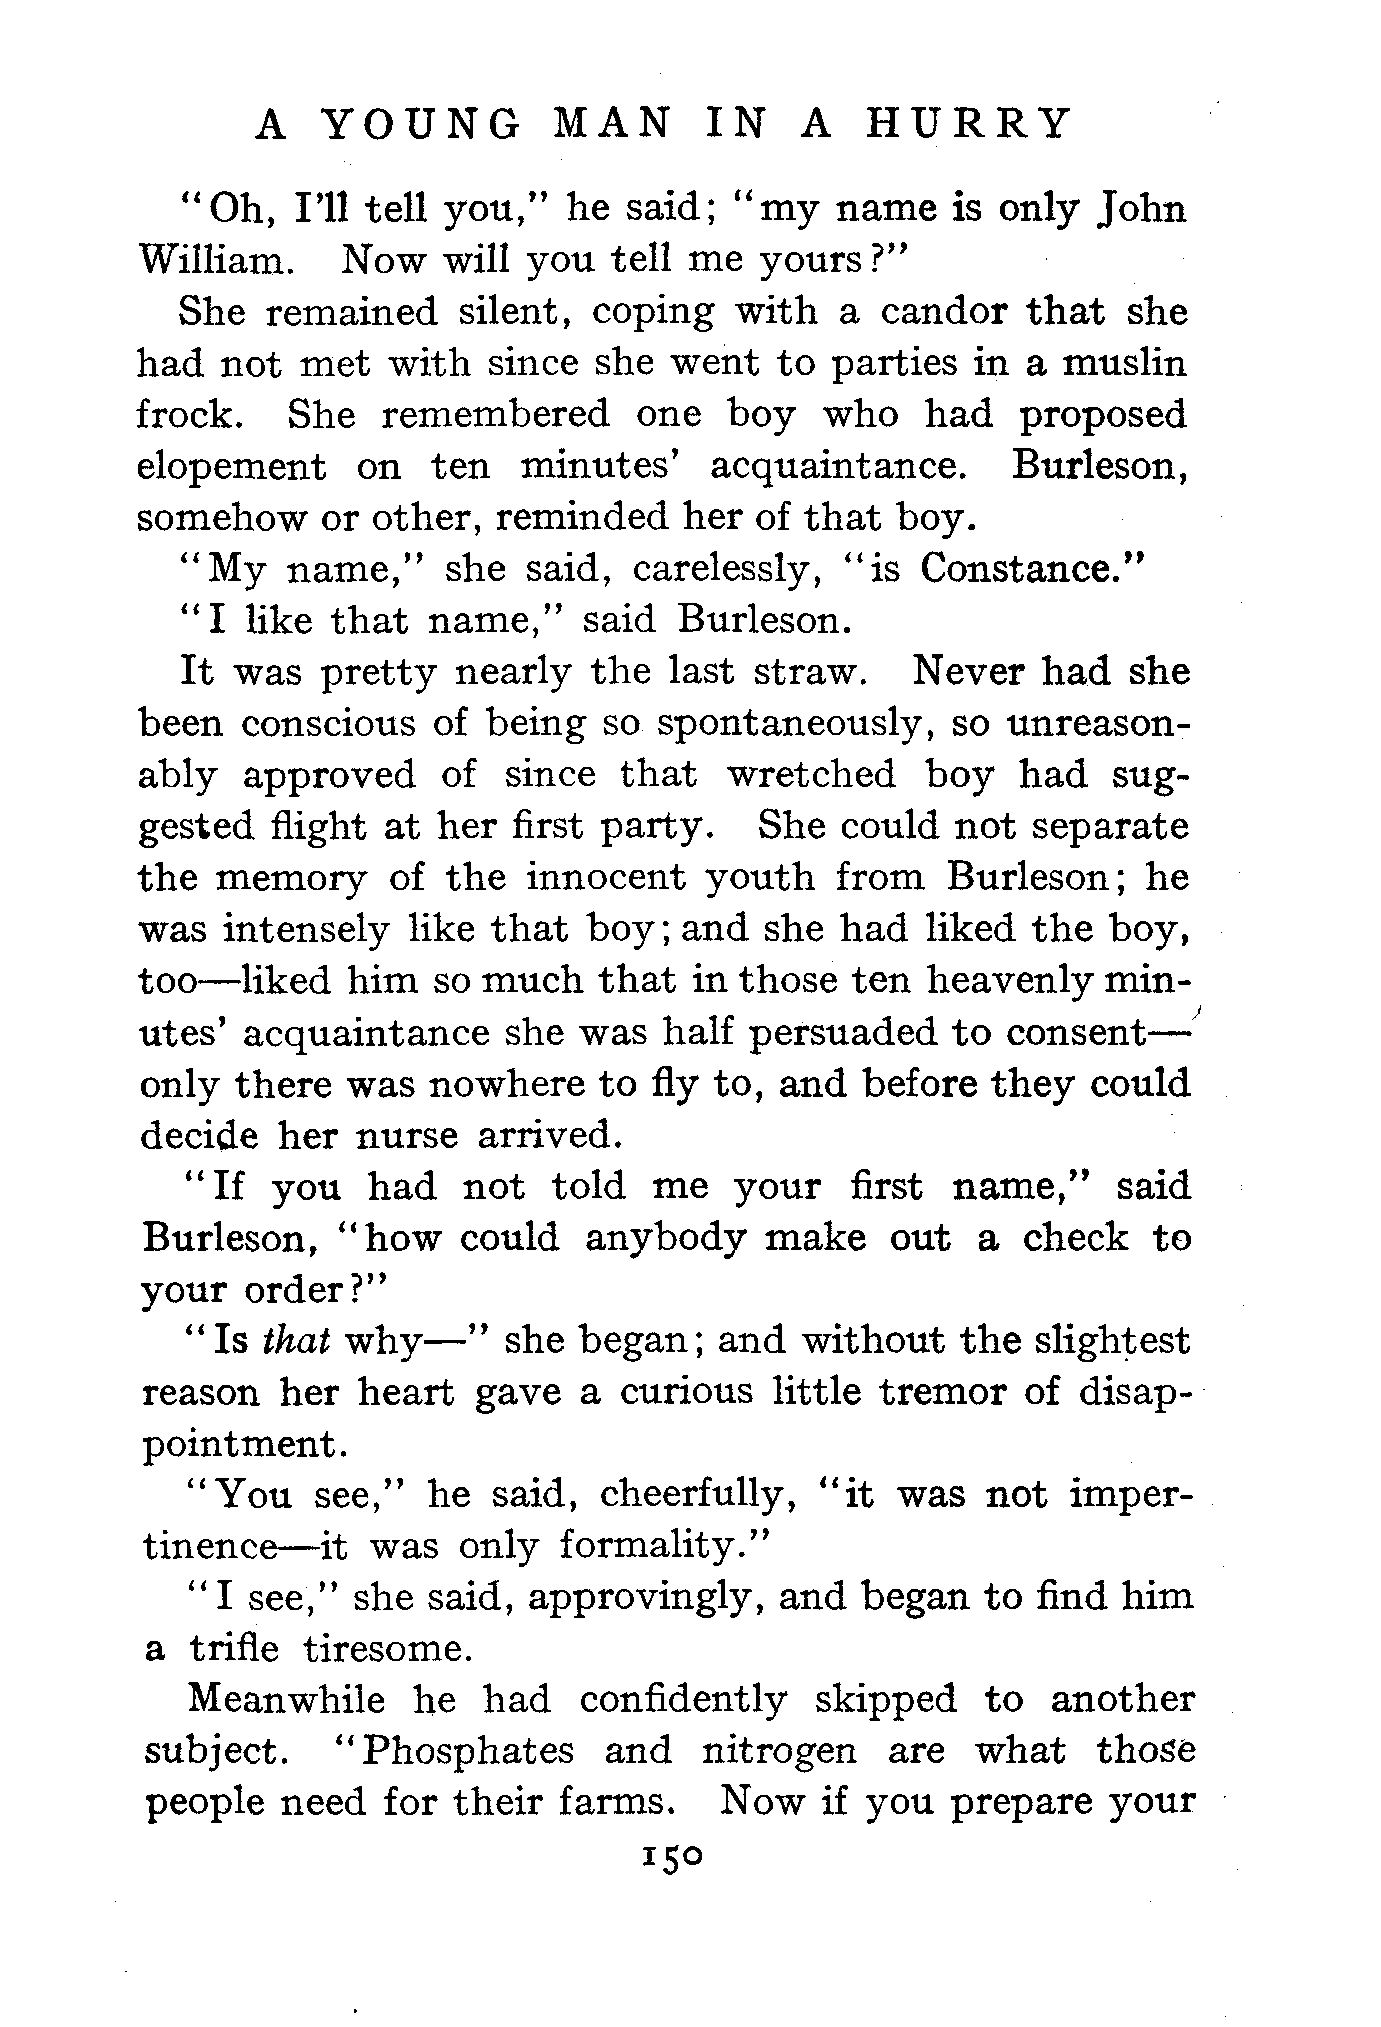 A YOUNG MAN IN A HURRY
"Oh, I'll tell you," he said; "my name is only John
William. Now will you tell me yours?"
She remained silent, coping with a candor that she
had not met with since she went to parties in a muslin
frock. She remembered one boy who had proposed
elopement on ten minutes' acquaintance. Burleson,
somehow or other, reminded her of that boy.
"My name," she said, carelessly, "is Constance."
"I like that name," said Burleson.
It was pretty nearly the last straw. Never had she
been conscious of being so spontaneously, so unreason-
ably approved of since that wretched boy had sug-
gested flight at her first party. She could not separate
the memory of the innocent youth from Burleson; he
was intensely like that boy; and she had liked the boy,
too—liked him so much that in those ten heavenly min-
utes' acquaintance she was half persuaded to consent—
only there was nowhere to fly to, and before they could
decide her nurse arrived.
"If you had not told me your first name," said
Burleson, "how could anybody make out a check to
your order?"
"Is that why—" she began; and without the slightest
reason her heart gave a curious little tremor of disap-
pointment.
"You see," he said, cheerfully, "it was not imper-
tinence—it was only formality."
"I see," she said, approvingly, and began to find him
a trifle tiresome.
Meanwhile he had confidently skipped to another
subject. "Phosphates and nitrogen are what those
people need for their farms. Now if you prepare your
150